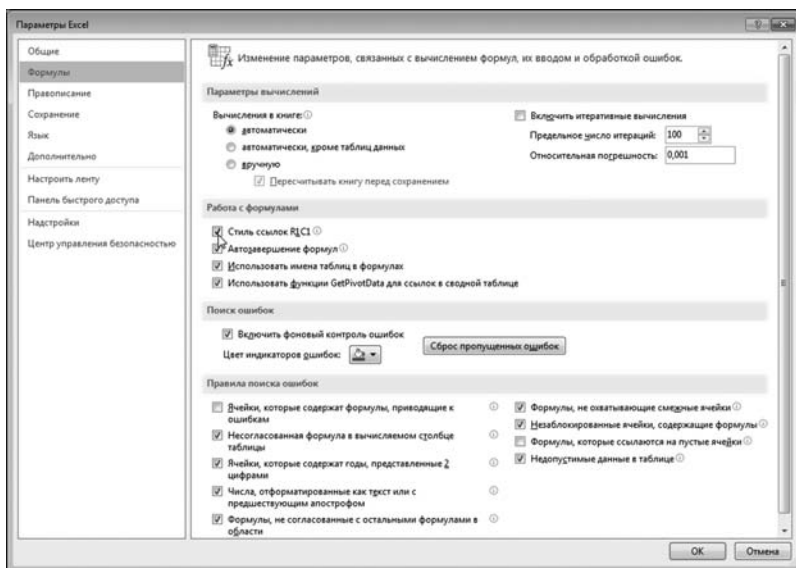 Параметры Excel
Общие
Формулы
Правописание
Сохранение
Язык
Дополнительно
Настроить ленту
Панель быстрого доступа
Надстройки
Центр управления безопасностью
Изменение параметров, связанных с вычислением формул, их вводом и обработкой ошибок.
Параметры вычислений
Вычисления в книге:
автоматически
автоматически, кроме таблиц данных
вручную
Пересчитывать книгу перед сохранением
Включить итеративные вычисления
Предельное число итераций: 100
Относительная погрешность: 0,001
Работа с формулами
Стиль ссылок R1C1
Автозавершение формул
Использовать имена таблиц в формулах
Использовать функции GetPivotData для ссылок в сводной таблице
Поиск ошибок
Включить фоновый контроль ошибок
Цвет индикаторов ошибок:
Сброс пропущенных ошибок
Правила поиска ошибок
Ячейки, которые содержат формулы, приводящие к
ошибкам
Несогласованная формула в вычисляемом столбце
таблицы
Ячейки, которые содержат годы, представленные 2
цифрами
Числа, отформатированные как текст или с
предшествующим апострофом
Формулы, не согласованные с остальными формулами в
области
Формулы, не охватывающие смежные ячейки
Незаблокированные ячейки, содержащие формулы
Формулы, которые ссылаются на пустые ячейки
Недопустимые данные в таблице
OK
Отмена